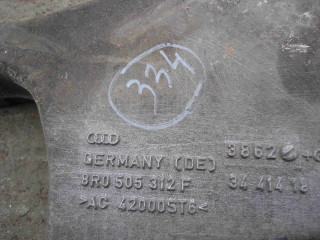 334
GERMANY (DE)
8R0 505 312 F
>AC 42000ST6<
3862
34 414 18